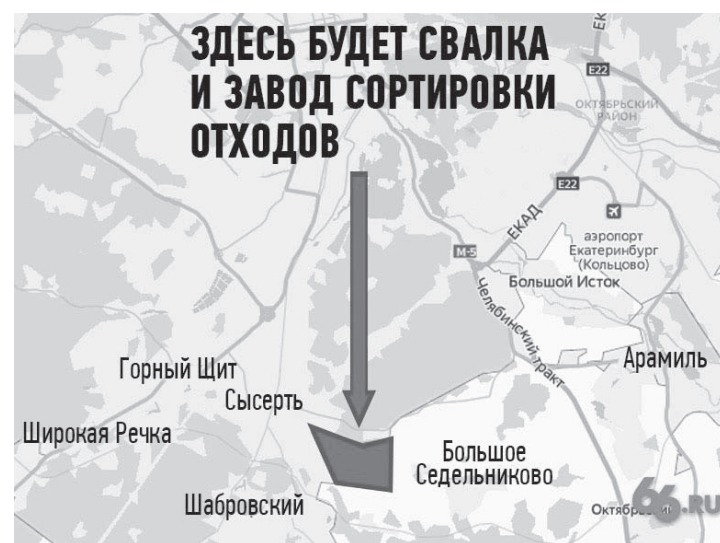 ЗДЕСЬ БУДЕТ СВАЛКА
И ЗАВОД СОРТИРОВКИ
ОТХОДОВ
ЕК
E22
ОКТЯБРЬСКИЙ
РАЙОН
E22
ЕКАД
М-5
аэропорт
Екатеринбург
(Кольцово)
Большой Исток
Челябинский тракт
Арамиль
Горный Щит
Сысерть
Широкая Речка
Большое
Седельниково
Шабровский
66.RU